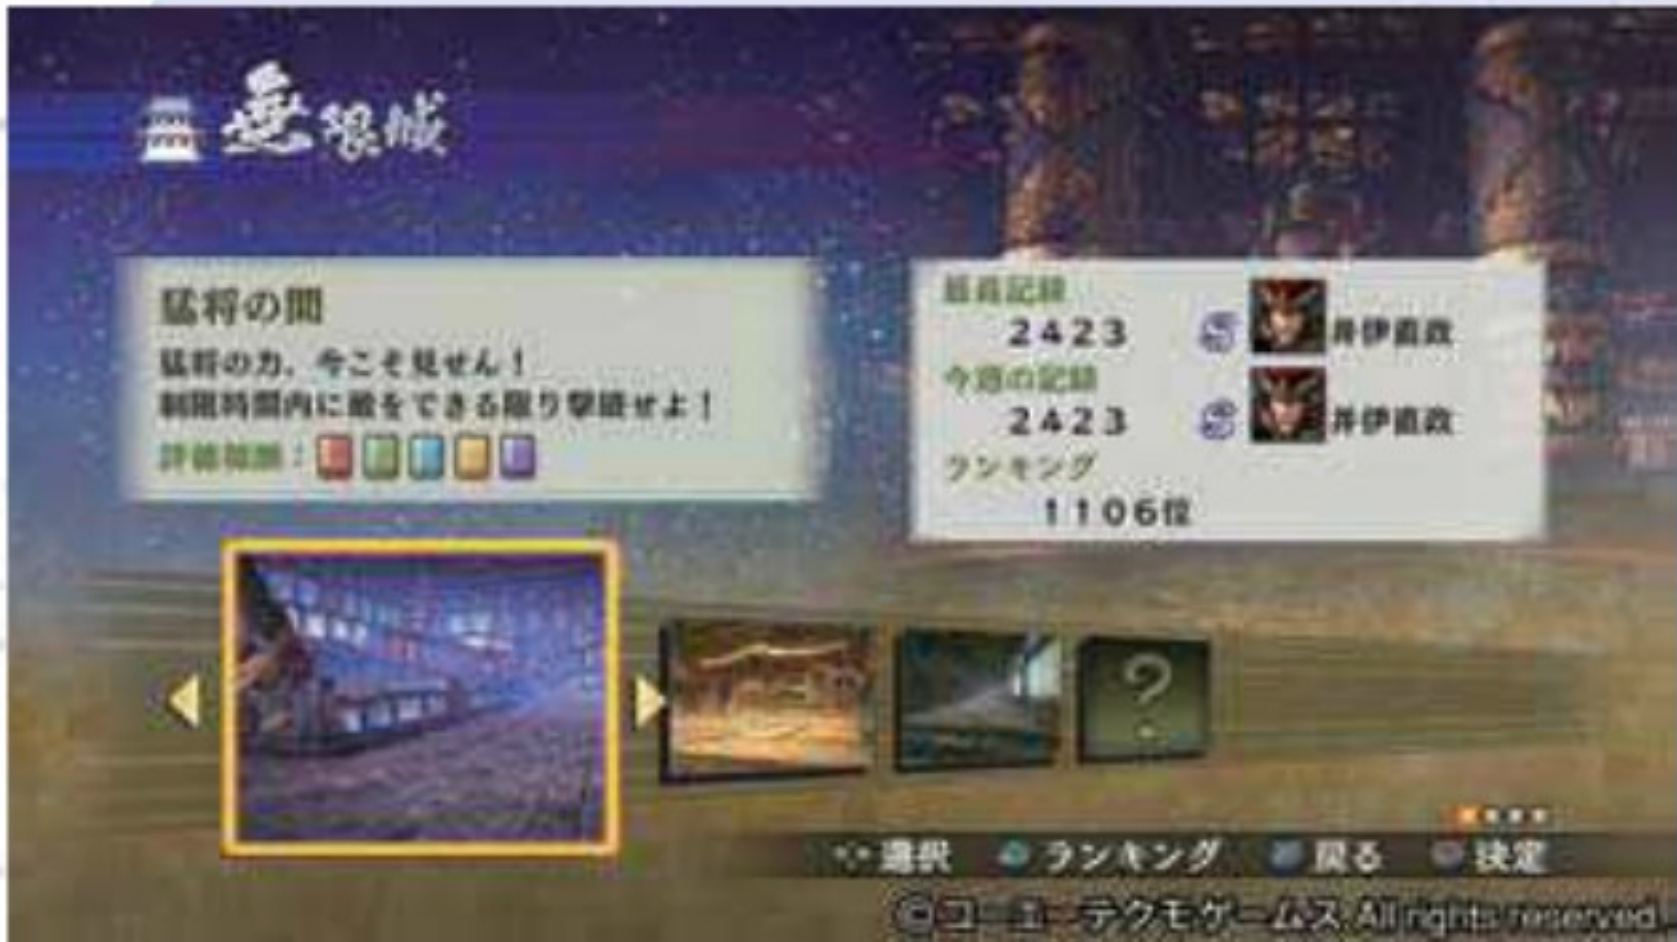 無限城
猛将の間
猛将の力、今こそ見せん！
制限時間内に敵をできる限り撃破せよ！
評価報酬：
最高記録
2423 井伊直政
今週の記録
2423 井伊直政
ランキング
1106位
?
選択 ランキング 戻る 決定
©コーエーテクモゲームス All rights reserved.